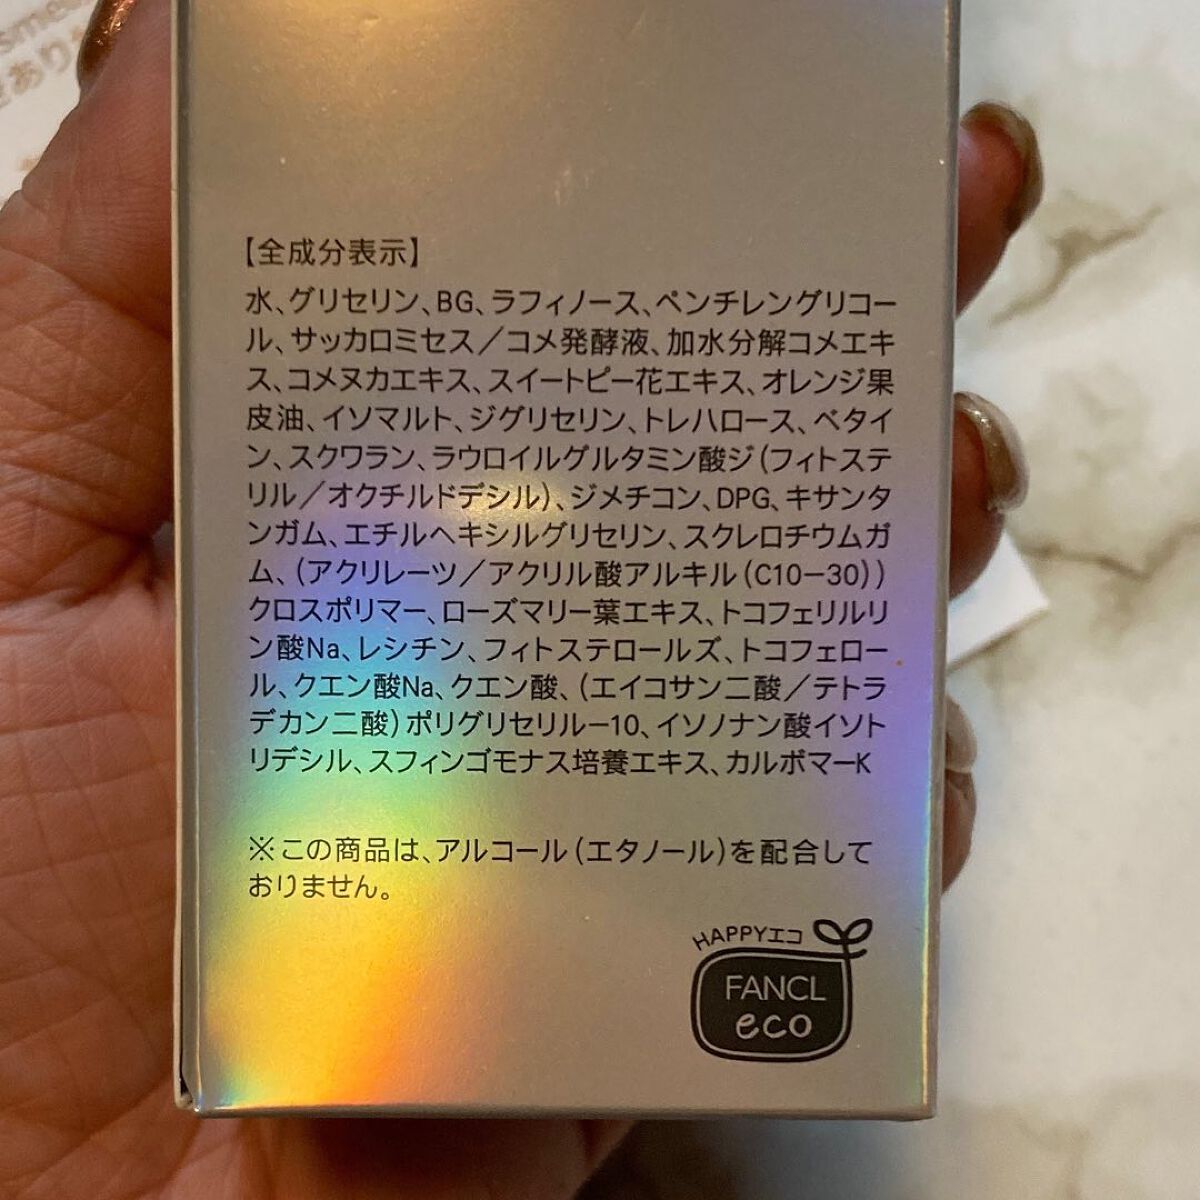 【全成分表示】
水、グリセリン、BG、ラフィノース、ペンチレングリコー
ル、サッカロミセス／コメ発酵液、加水分解コメエキ
ス、コメヌカエキス、スイートピー花エキス、オレンジ果
皮油、イソマルト、ジグリセリン、トレハロース、ベタイ
ン、スクワラン、ラウロイルグルタミン酸ジ（フィトステ
リル／オクチルドデシル）、ジメチコン、DPG、キサンタ
ンガム、エチルヘキシルグリセリン、スクレロチウムガ
ム、（アクリレーツ／アクリル酸アルキル（C10－30））
クロスポリマー、ローズマリー葉エキス、トコフェリルリ
ン酸Na、レシチン、フィトステロールズ、トコフェロー
ル、クエン酸Na、クエン酸、（エイコサン二酸／テトラ
デカン二酸）ポリグリセリル－10、イソノナン酸イソト
リデシル、スフィンゴモナス培養エキス、カルボマーK
※この商品は、アルコール（エタノール）を配合して
おりません。
HAPPYエコ
FANCL
eco